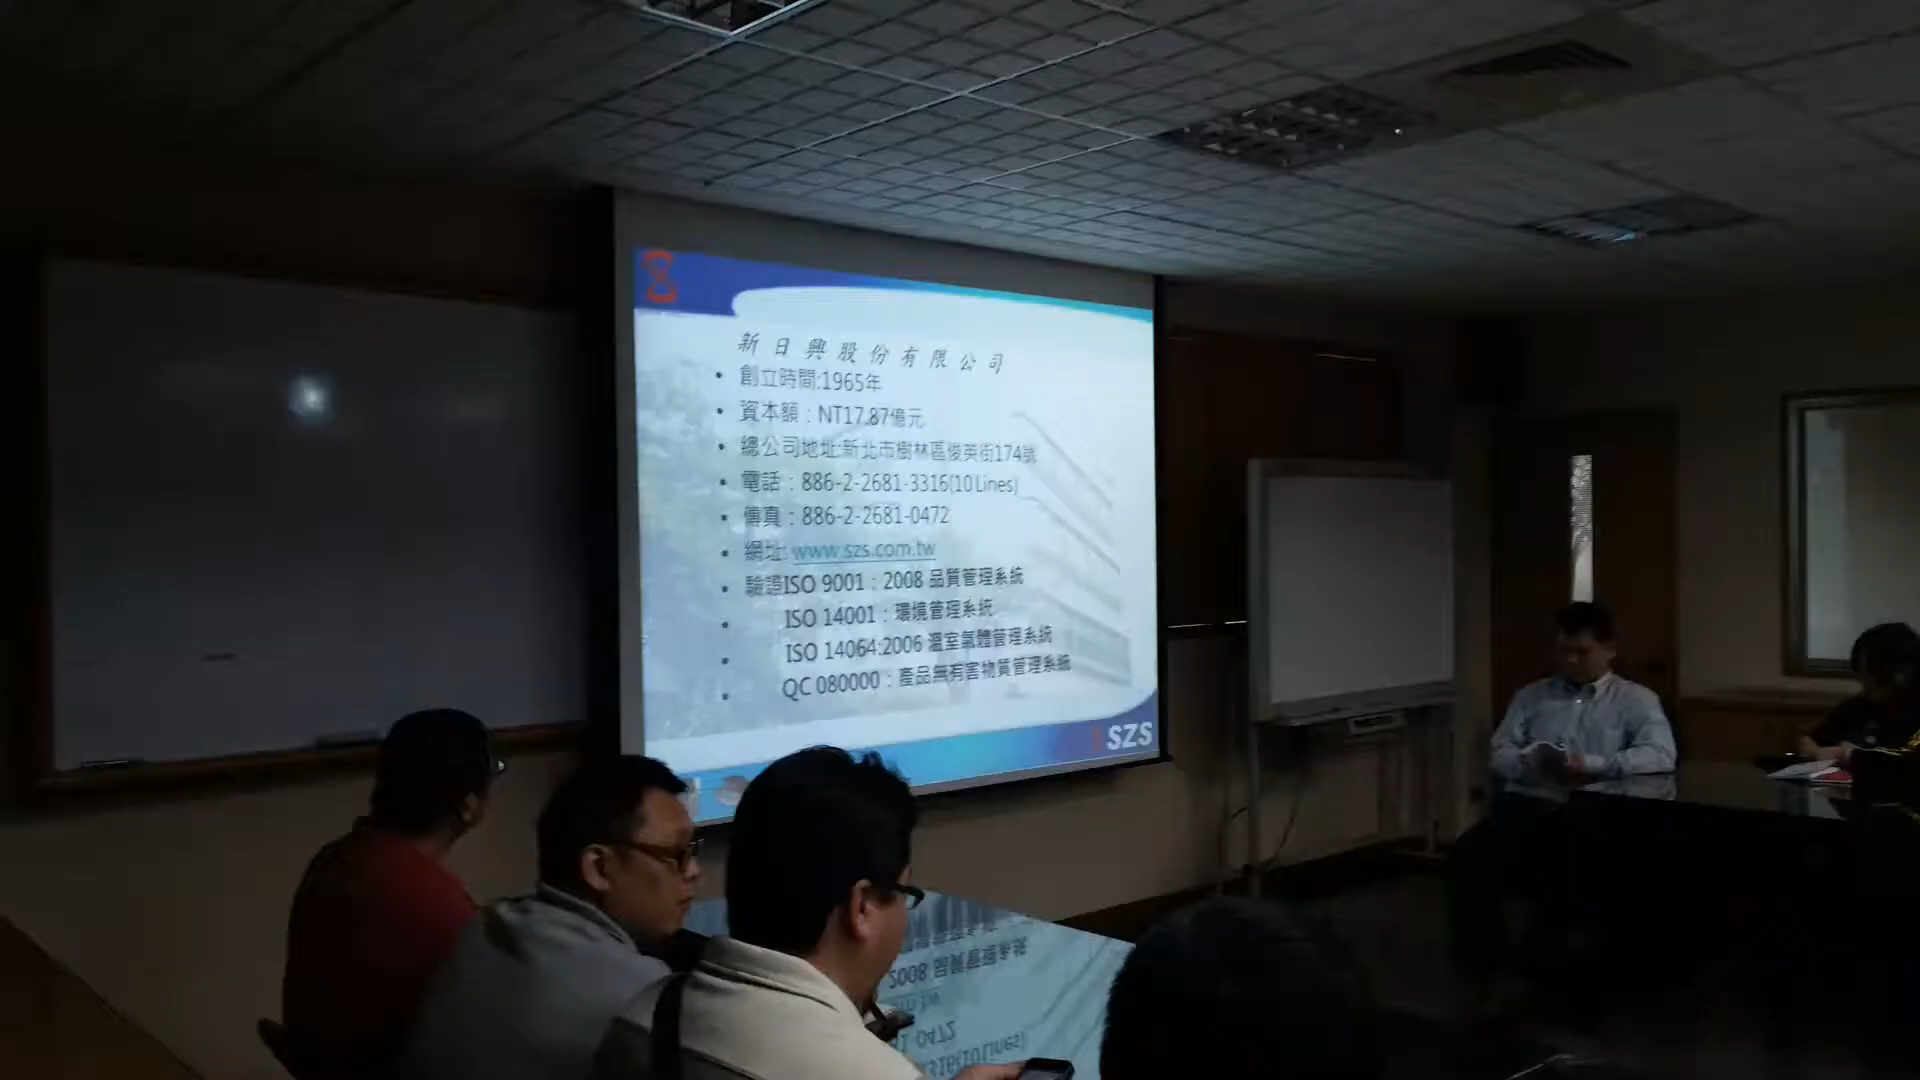 新日興股份有限公司
• 創立時間:1965年
• 資本額：NT17.87億元
• 總公司地址:新北市樹林區俊英街174號
• 電話：886-2-2681-3316(10 Lines)
• 傳真：886-2-2681-0472
• 網址: www.szs.com.tw
• 驗證ISO 9001：2008 品質管理系統
• ISO 14001：環境管理系統
• ISO 14064:2006 溫室氣體管理系統
• QC 080000：產品無有害物質管理系統
SZS